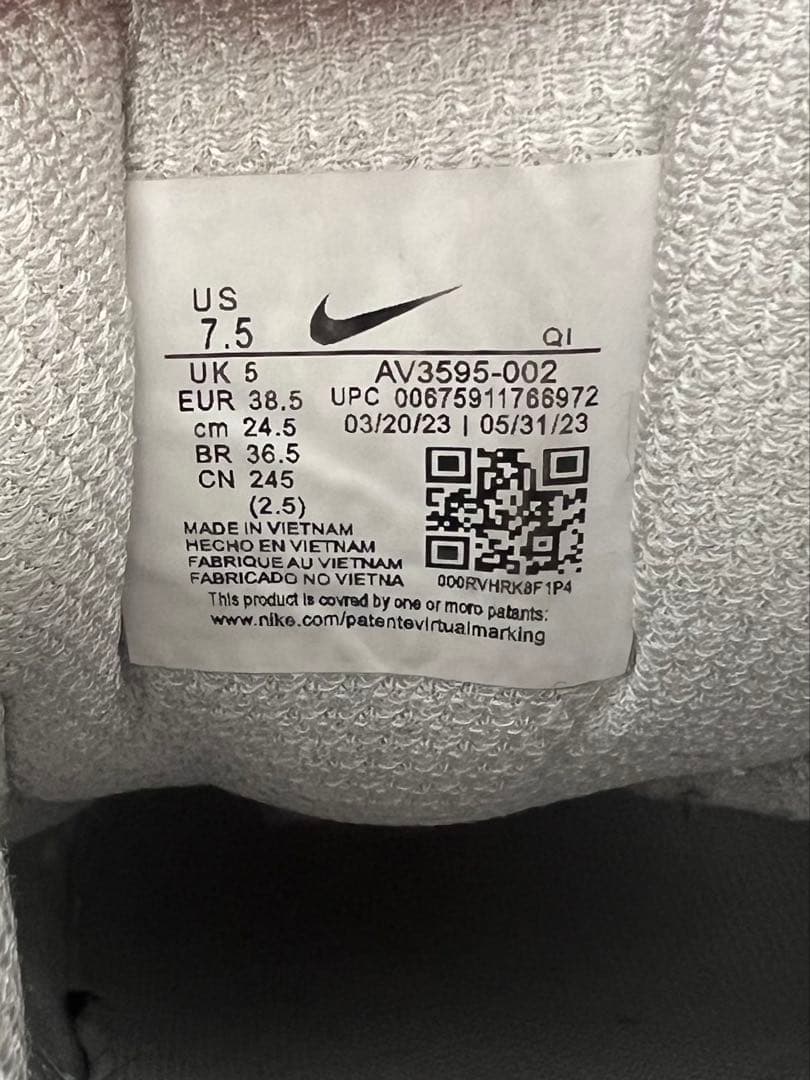 US
7.5
QI
UK 5
EUR 38.5
cm 24.5
BR 36.5
CN 245
(2.5)
AV3595-002
UPC 00675911766972
03/20/23 | 05/31/23
MADE IN VIETNAM
HECHO EN VIETNAM
FABRIQUE AU VIETNAM
FABRICADO NO VIETNA
000RVHRK8F1P4
This product is covred by one or moro patants:
www.nike.com/patentevirtualmarking